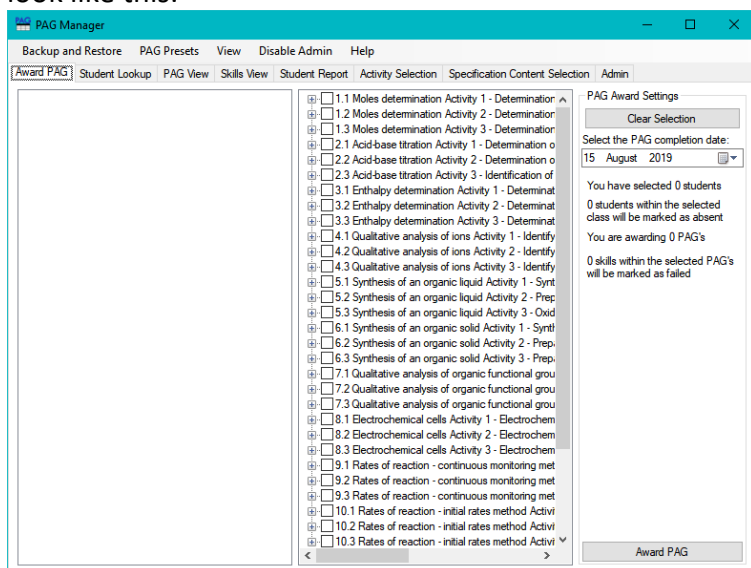 look like this:
PAG Manager
Backup and Restore PAG Presets View Disable Admin Help
Award PAG Student Lookup PAG View Skills View Student Report Activity Selection Specification Content Selection Admin
1.1 Moles determination Activity 1 - Determination
1.2 Moles determination Activity 2 - Determination
1.3 Moles determination Activity 3 - Determination
2.1 Acid-base titration Activity 1 - Determination o
2.2 Acid-base titration Activity 2 - Determination o
2.3 Acid-base titration Activity 3 - Identification of
3.1 Enthalpy determination Activity 1 - Determinat
3.2 Enthalpy determination Activity 2 - Determinat
3.3 Enthalpy determination Activity 3 - Determinat
4.1 Qualitative analysis of ions Activity 1 - Identify
4.2 Qualitative analysis of ions Activity 2 - Identify
4.3 Qualitative analysis of ions Activity 3 - Identify
5.1 Synthesis of an organic liquid Activity 1 - Synt
5.2 Synthesis of an organic liquid Activity 2 - Prep
5.3 Synthesis of an organic liquid Activity 3 - Oxid
6.1 Synthesis of an organic solid Activity 1 - Synth
6.2 Synthesis of an organic solid Activity 2 - Prepa
6.3 Synthesis of an organic solid Activity 3 - Prepa
7.1 Qualitative analysis of organic functional grou
7.2 Qualitative analysis of organic functional grou
7.3 Qualitative analysis of organic functional grou
8.1 Electrochemical cells Activity 1 - Electrochem
8.2 Electrochemical cells Activity 2 - Electrochem
8.3 Electrochemical cells Activity 3 - Electrochem
9.1 Rates of reaction - continuous monitoring met
9.2 Rates of reaction - continuous monitoring met
9.3 Rates of reaction - continuous monitoring met
10.1 Rates of reaction - initial rates method Activi
10.2 Rates of reaction - initial rates method Activi
10.3 Rates of reaction - initial rates method Activi
PAG Award Settings
Clear Selection
Select the PAG completion date:
15 August 2019
You have selected 0 students
0 students within the selected
class will be marked as absent
You are awarding 0 PAG's
0 skills within the selected PAG's
will be marked as failed
Award PAG